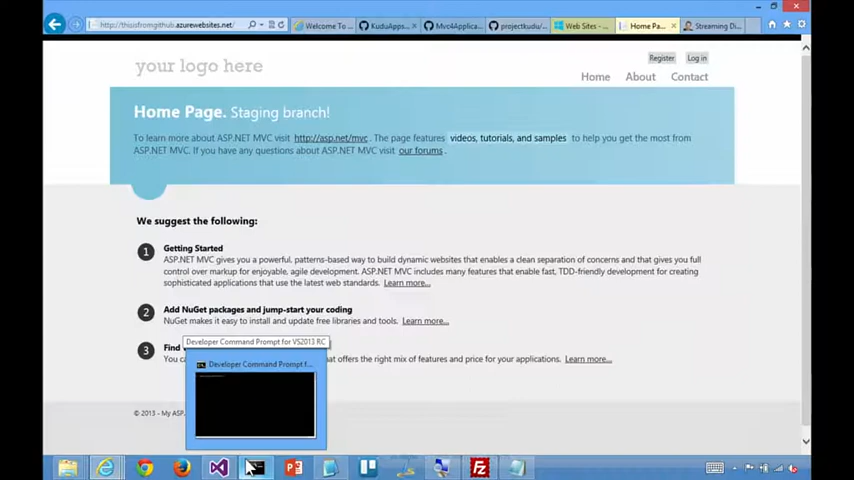 http://thisisfromgithub.azurewebsites.net/
Welcome To ...
KuduApps...
Mvc4Applica...
projectkudu/...
Web Sites - ...
Home Pa...
Streaming Di...
Register
Log in
your logo here
Home
About
Contact
Home Page. Staging branch!
To learn more about ASP.NET MVC visit http://asp.net/mvc . The page features videos, tutorials, and samples to help you get the most from
ASP.NET MVC. If you have any questions about ASP.NET MVC visit our forums .
We suggest the following:
1
Getting Started
ASP.NET MVC gives you a powerful, patterns-based way to build dynamic websites that enables a clean separation of concerns and that gives you full
control over markup for enjoyable, agile development. ASP.NET MVC includes many features that enable fast, TDD-friendly development for creating
sophisticated applications that use the latest web standards. Learn more...
2
Add NuGet packages and jump-start your coding
NuGet makes it easy to install and update free libraries and tools. Learn more...
Developer Command Prompt for VS2013 RC
3
Find
You c
that offers the right mix of features and price for your applications. Learn more...
Developer Command Prompt f...
© 2013 - My ASP.